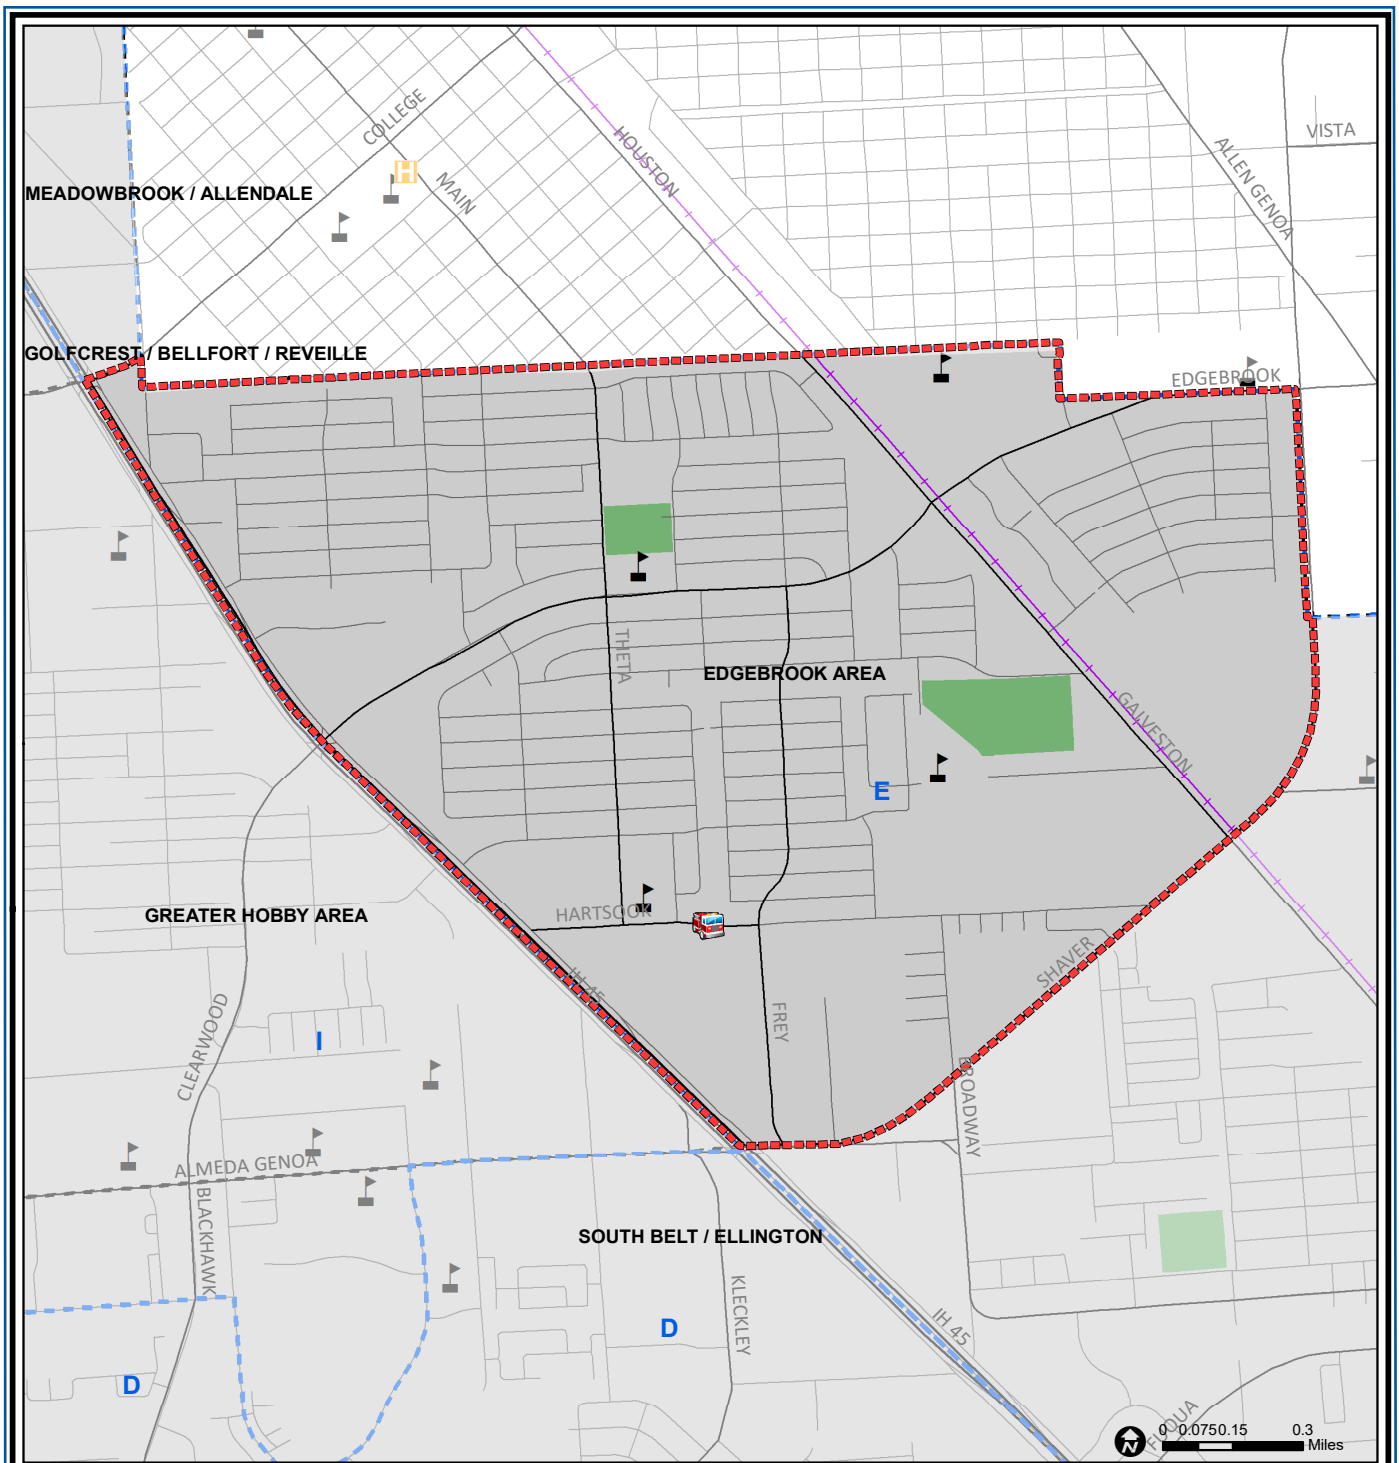 COLLEGE
HOUSTON
VISTA
ALLEN GENOA
H
MAIN
MEADOWBROOK / ALLENDALE
GOLFCREST / BELLFORT / REVEILLE
EDGEBROOK
THETA
EDGEBROOK AREA
GALVESTON
E
HARTSOOK
GREATER HOBBY AREA
SHAVER
IH 45
CLEARWOOD
FREY
I
BROADWAY
ALMEDA GENOA
BLACKHAWK
SOUTH BELT / ELLINGTON
KLECKLEY
D
IH 45
D
FUQUA
0 0.075 0.15 0.3
Miles
N